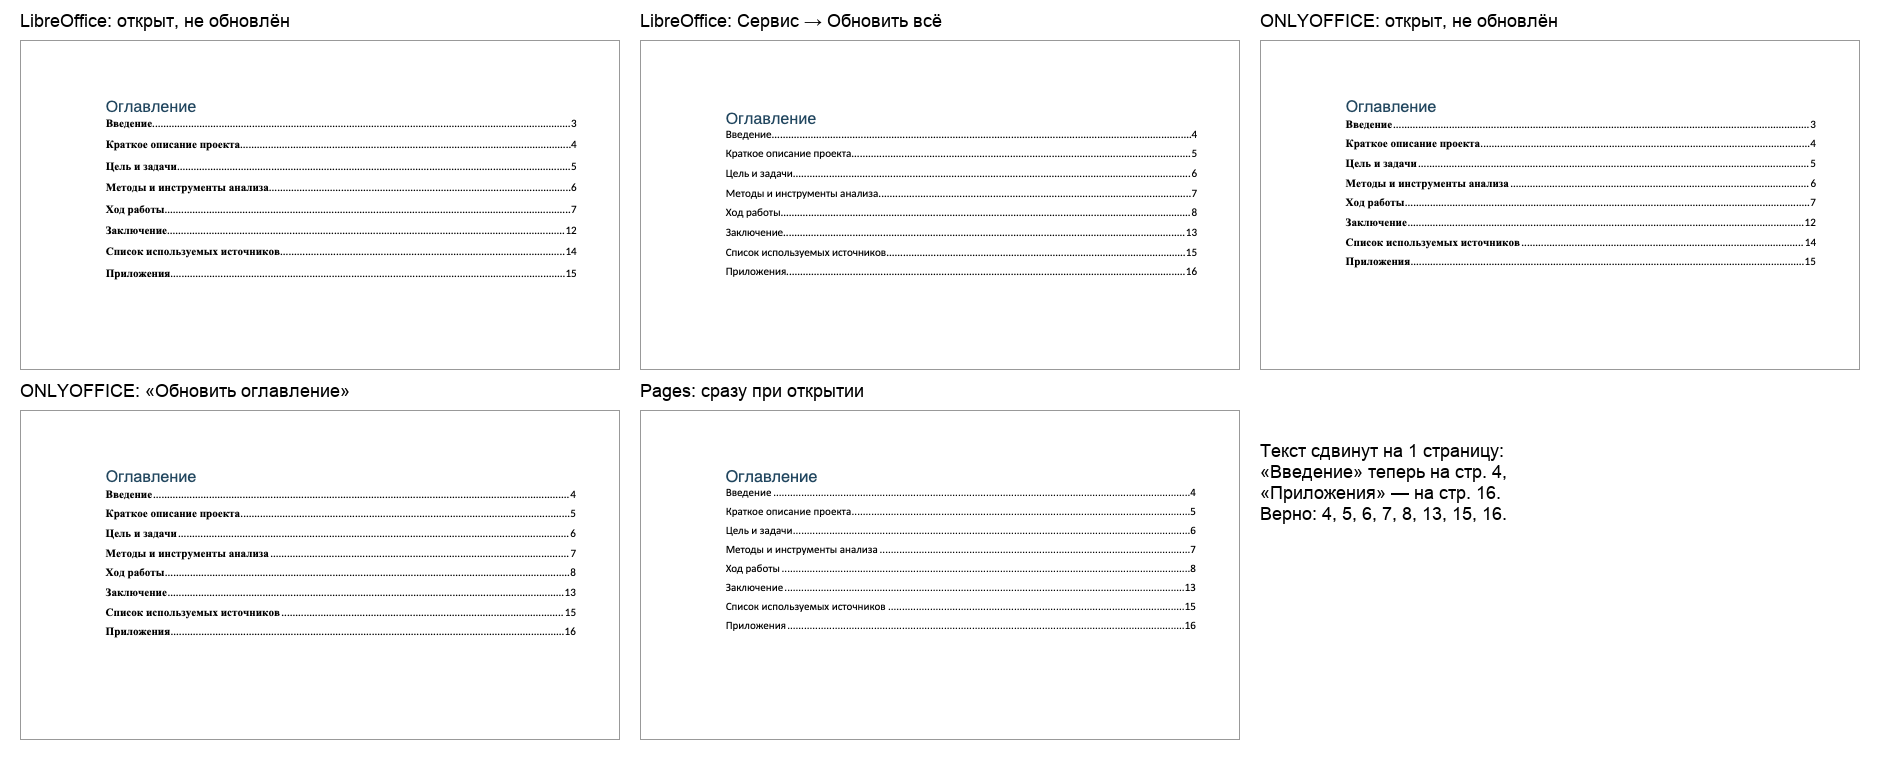 LibreOffice: открыт, не обновлён
Оглавление
Введение........3
Краткое описание проекта........4
Цель и задачи........5
Методы и инструменты анализа........6
Ход работы........7
Заключение........12
Список используемых источников........14
Приложения........15
LibreOffice: Сервис → Обновить всё
Оглавление
Введение........4
Краткое описание проекта........5
Цель и задачи........6
Методы и инструменты анализа........7
Ход работы........8
Заключение........13
Список используемых источников........15
Приложения........16
ONLYOFFICE: открыт, не обновлён
Оглавление
Введение........3
Краткое описание проекта........4
Цель и задачи........5
Методы и инструменты анализа........6
Ход работы........7
Заключение........12
Список используемых источников........14
Приложения........15
ONLYOFFICE: «Обновить оглавление»
Оглавление
Введение........4
Краткое описание проекта........5
Цель и задачи........6
Методы и инструменты анализа........7
Ход работы........8
Заключение........13
Список используемых источников........15
Приложения........16
Pages: сразу при открытии
Оглавление
Введение........4
Краткое описание проекта........5
Цель и задачи........6
Методы и инструменты анализа........7
Ход работы........8
Заключение........13
Список используемых источников........15
Приложения........16
Текст сдвинут на 1 страницу:
«Введение» теперь на стр. 4,
«Приложения» — на стр. 16.
Верно: 4, 5, 6, 7, 8, 13, 15, 16.